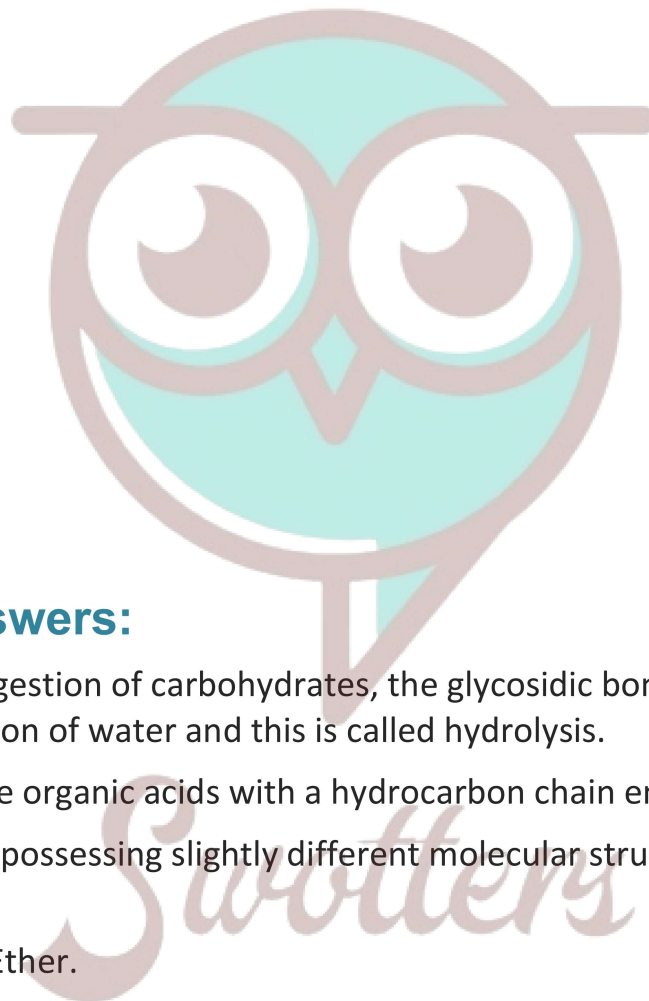 swers:
gestion of carbohydrates, the glycosidic bor
on of water and this is called hydrolysis.
e organic acids with a hydrocarbon chain er
possessing slightly different molecular stru
Ether.
Swotters